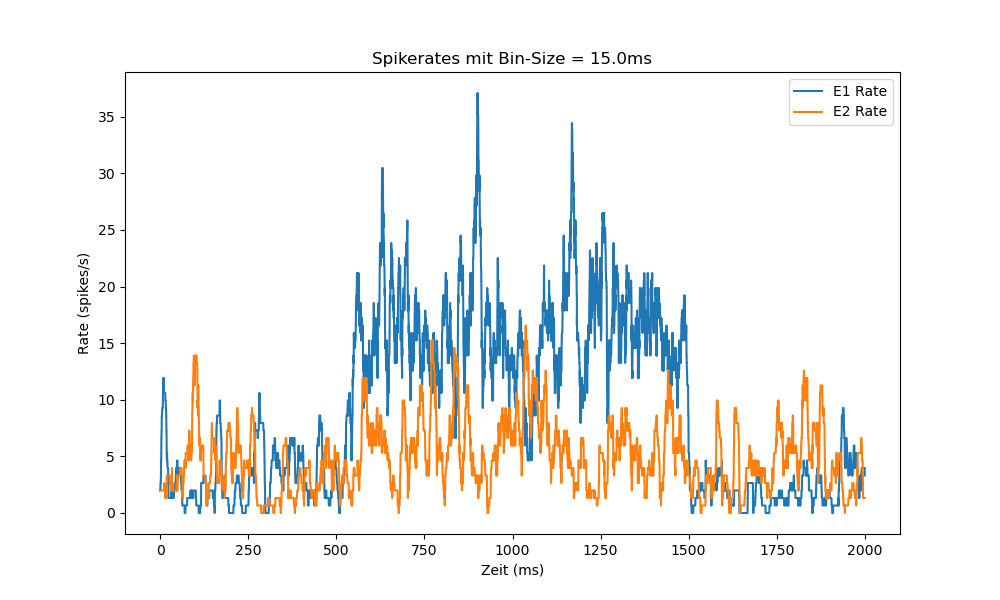 Spikerates mit Bin-Size = 15.0ms
E1 Rate
E2 Rate
Rate (spikes/s)
35
30
25
20
15
10
5
0
0 250 500 750 1000 1250 1500 1750 2000
Zeit (ms)